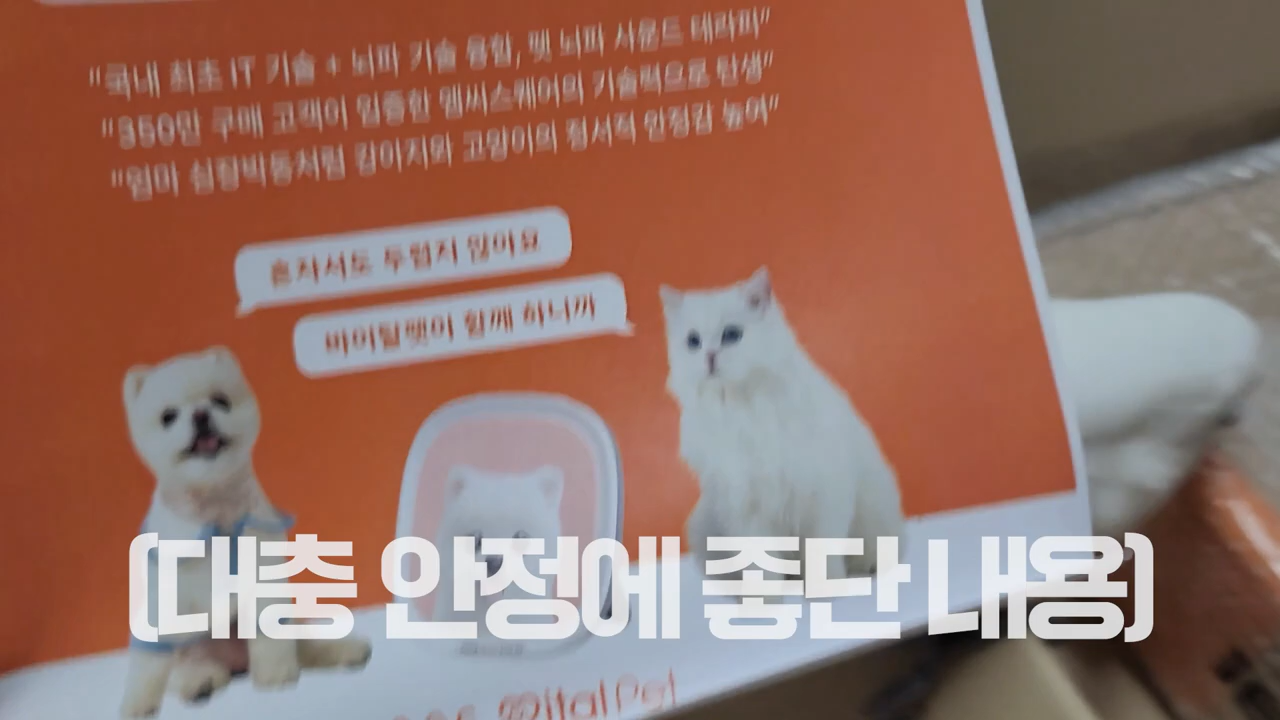 "국내 최초 IT 기술 + 뇌파 기술 융합, 펫 뇌파 사운드 테라피"
"350만 구매 고객이 입증한 엠씨스퀘어의 기술력으로 탄생"
"엄마 심장박동처럼 강아지와 고양이의 정서적 안정감 높여"
혼자서도 두렵지 않아요
바이탈펫이 함께 하니까
(대충 안정에 좋단 내용)
Vital Pet